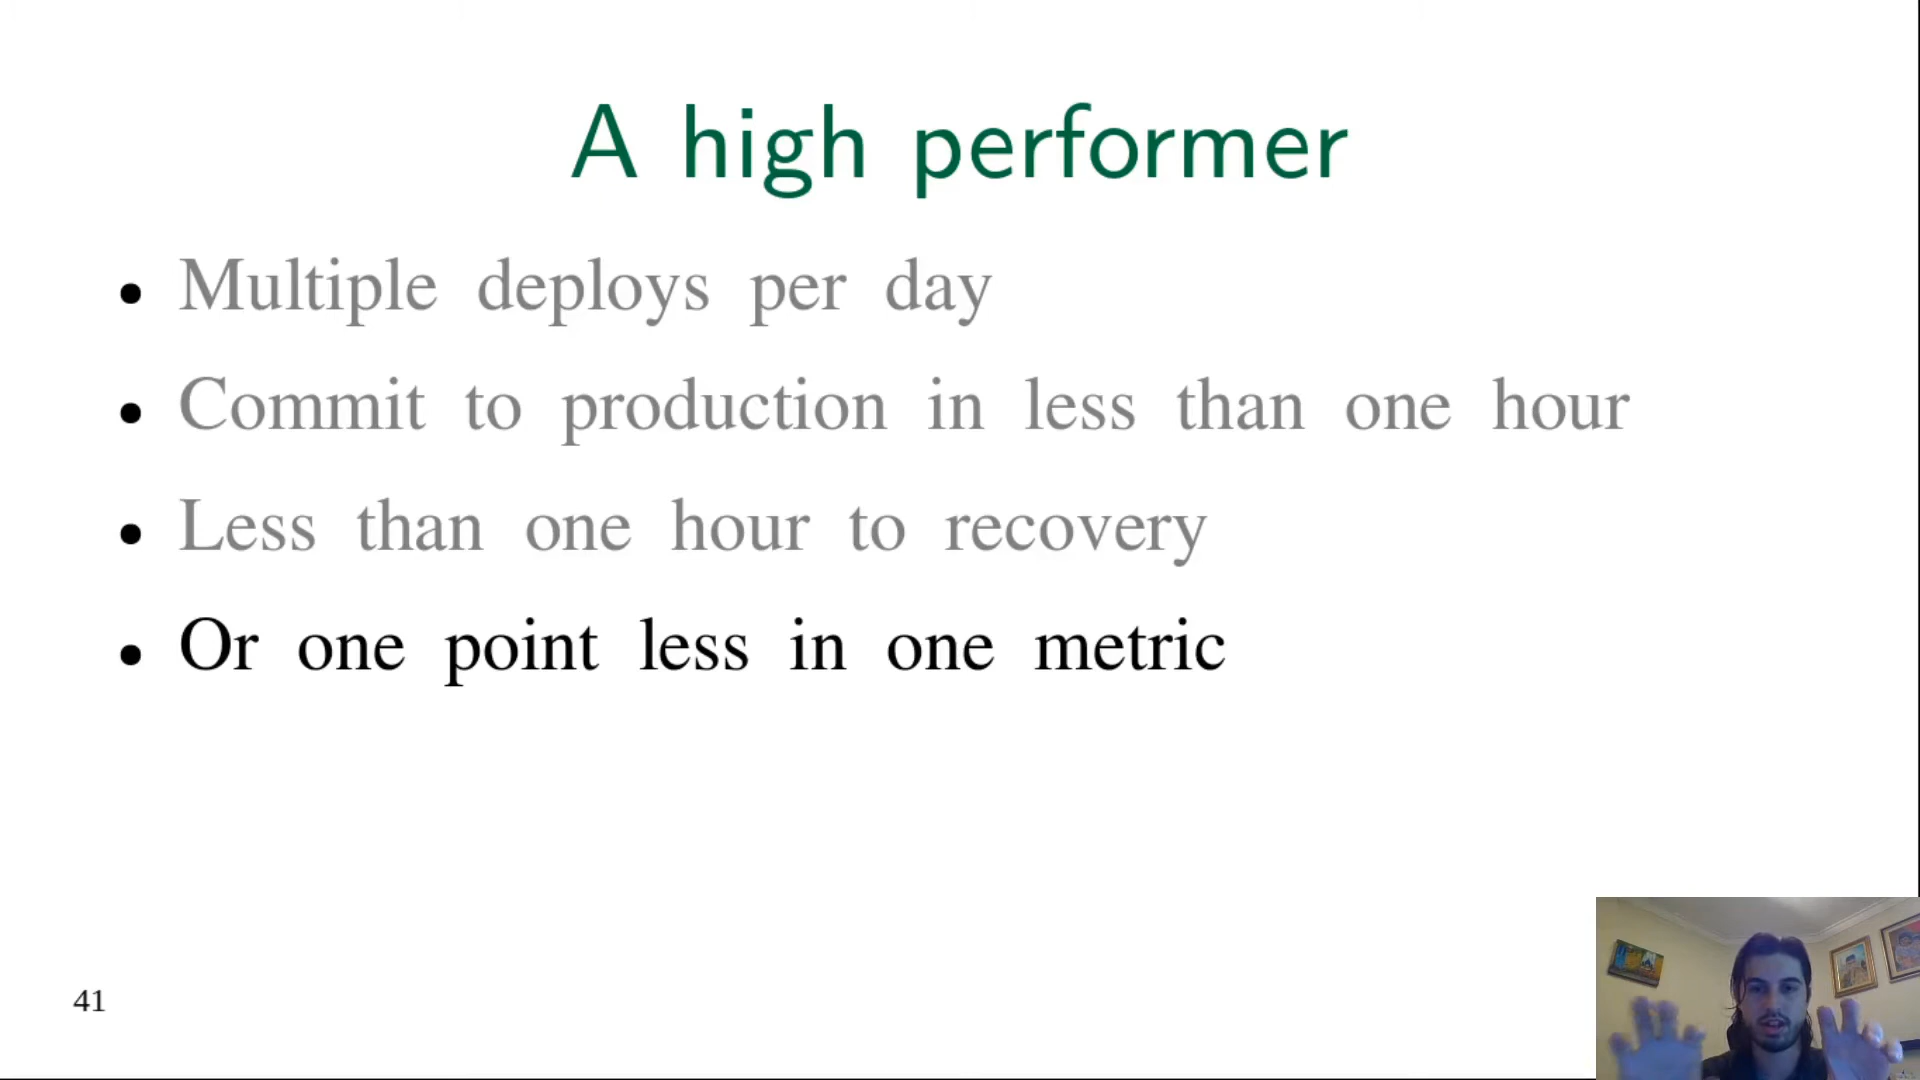 A high performer
• Multiple deploys per day
• Commit to production in less than one hour
• Less than one hour to recovery
• Or one point less in one metric
41